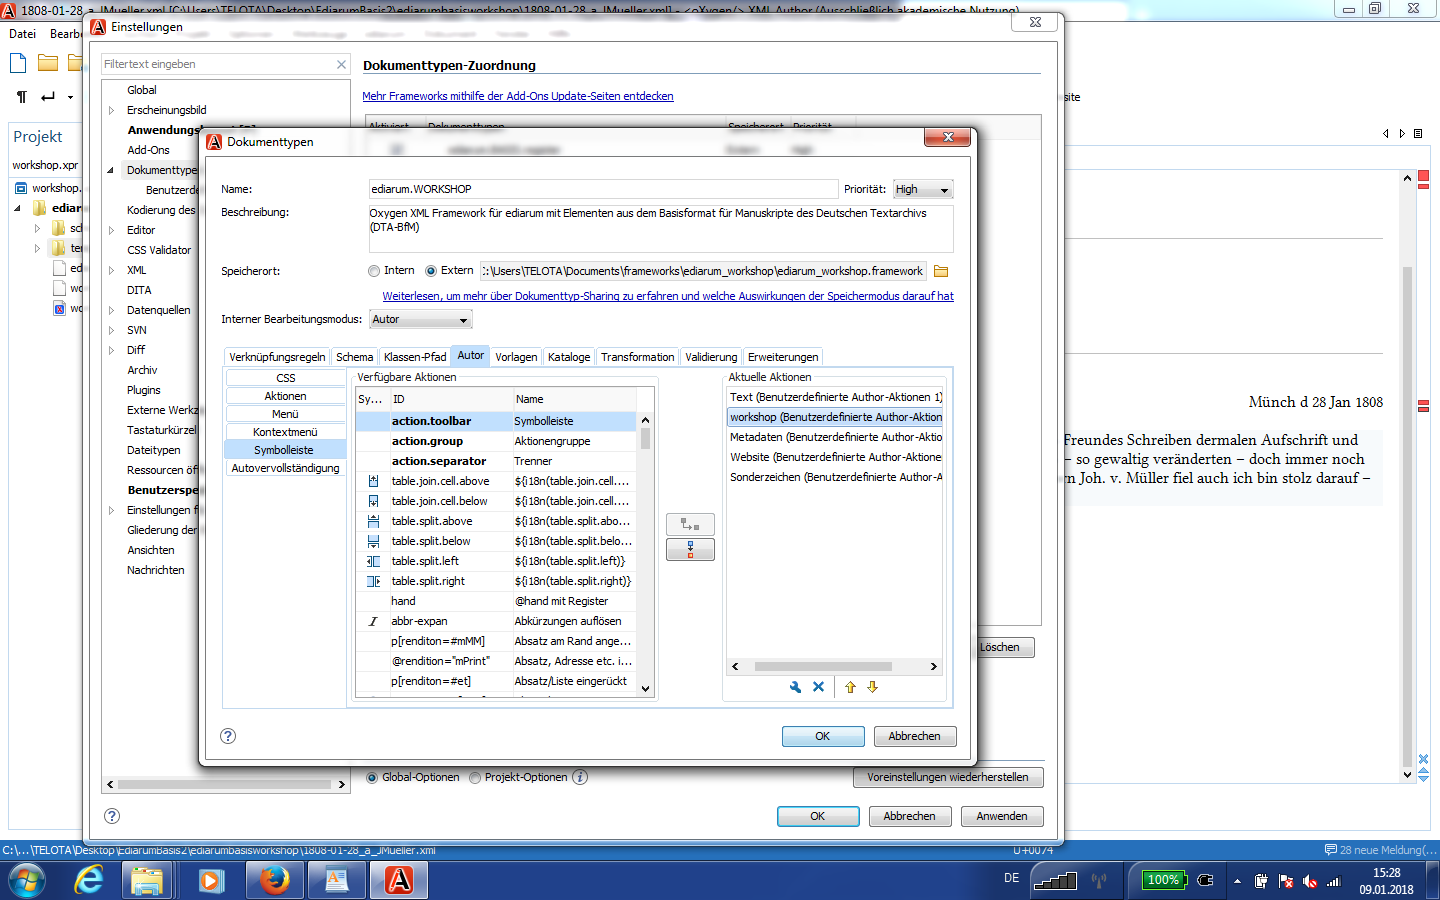 1808-01-28_a_JMueller.xml [C:\Users\TELOTA\Desktop\EdiarumBasis2\ediarumbasisworkshop\1808-01-28_a_JMueller.xml] - <oXygen/> XML Author (Ausschließlich akademische Nutzung)
Datei
Einstellungen
Filtertext eingeben
Dokumenttypen-Zuordnung
Mehr Frameworks mithilfe der Add-Ons Update-Seiten entdecken
Global
Erscheinungsbild
Add-Ons
Kodierung des
Editor
CSS Validator
XML
DITA
Datenquellen
SVN
Diff
Archiv
Plugins
Externe Werkz
Tastaturkürzel
Dateitypen
Ressourcen öf
Benutzerspe
Einstellungen f
Gliederung der
Ansichten
Nachrichten
Projekt
workshop.xpr
Dokumenttypen
Name:
ediarum.WORKSHOP
Priorität:
High
Beschreibung:
Oxygen XML Framework für ediarum mit Elementen aus dem Basisformat für Manuskripte des Deutschen Textarchivs
(DTA-BfM)
Speicherort:
Intern
Extern
:\Users\TELOTA\Documents\frameworks\ediarum_workshop\ediarum_workshop.framework
Weiterlesen, um mehr über Dokumenttyp-Sharing zu erfahren und welche Auswirkungen der Speichermodus darauf hat
Interner Bearbeitungsmodus:
Autor
Verknüpfungsregeln
Schema
Klassen-Pfad
Autor
Vorlagen
Kataloge
Transformation
Validierung
Erweiterungen
CSS
Aktionen
Menü
Kontextmenü
Symbolleiste
Autovervollständigung
Verfügbare Aktionen
Sy... ID Name
action.toolbar Symbolleiste
action.group Aktionengruppe
action.separator Trenner
table.join.cell.above ${i18n(table.join.cell....
table.join.cell.below ${i18n(table.join.cell....
table.split.above ${i18n(table.split.abo...
table.split.below ${i18n(table.split.belo...
table.split.left ${i18n(table.split.left)}
table.split.right ${i18n(table.split.right)}
hand @hand mit Register
abbr-expan Abkürzungen auflösen
p[renditon=#mMM] Absatz am Rand ange...
@rendition="mPrint" Absatz, Adresse etc. i...
p[rendition=#et] Absatz/Liste eingerückt
Aktuelle Aktionen
Text (Benutzerdefinierte Author-Aktionen 1)
workshop (Benutzerdefinierte Author-Aktion
Metadaten (Benutzerdefinierte Author-Aktio
Website (Benutzerdefinierte Author-Aktione
Sonderzeichen (Benutzerdefinierte Author-A
OK
Abbrechen
Löschen
Global-Optionen
Projekt-Optionen
Voreinstellungen wiederherstellen
OK
Abbrechen
Anwenden
site
Münch d 28 Jan 1808
Freundes Schreiben dermalen Aufschrift und
– so gewaltig veränderten – doch immer noch
rn Joh. v. Müller fiel auch ich bin stolz darauf –
C:\...\TELOTA\Desktop\EdiarumBasis2\ediarumbasisworkshop\1808-01-28_a_JMueller.xml
U+0074
28 neue Meldung(...
DE
100%
15:28
09.01.2018